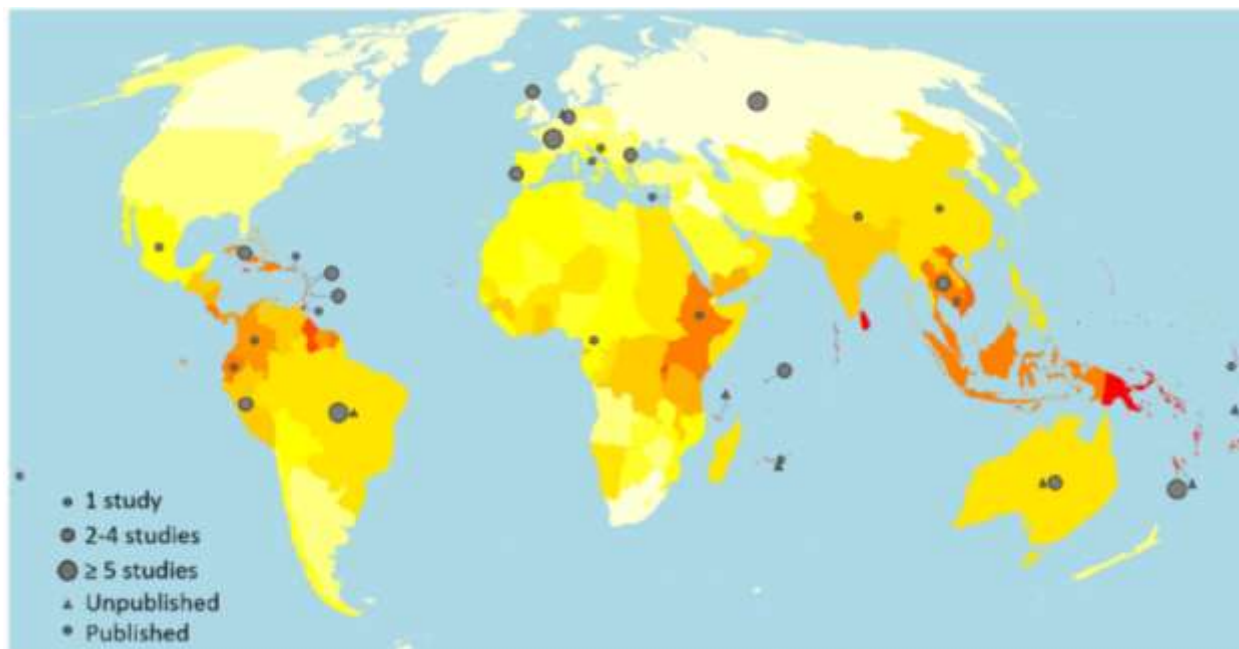 1 study
2-4 studies
≥ 5 studies
Unpublished
Published